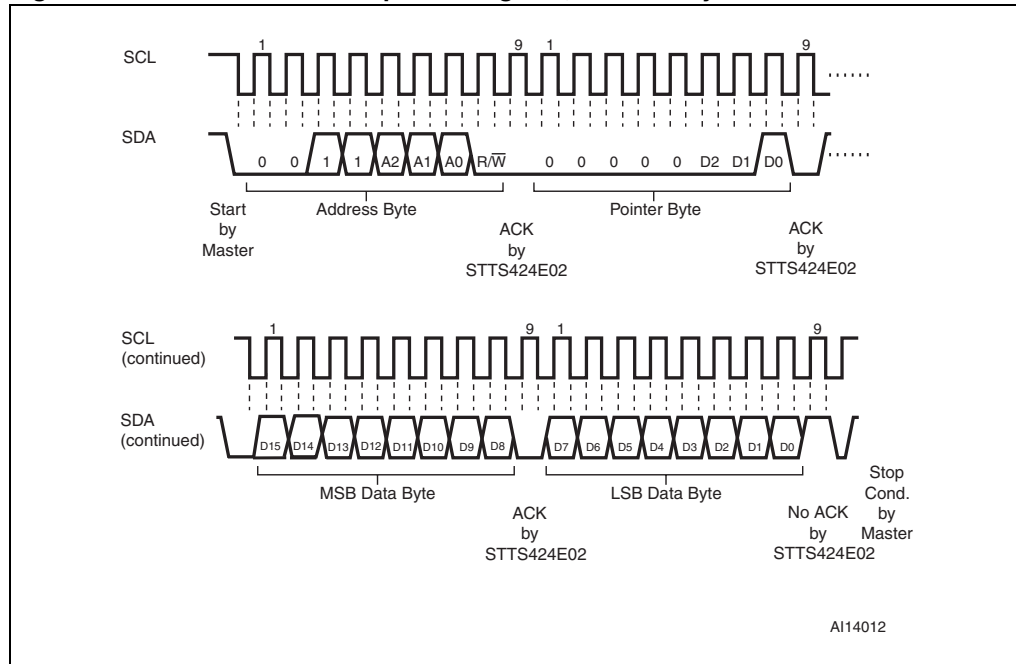 1 9 1 9
SCL
SDA
0 0 1 1 A2 A1 A0 R/W 0 0 0 0 0 D2 D1 D0
Address Byte Pointer Byte
Start
by
Master
ACK
by
STTS424E02
ACK
by
STTS424E02
1 9 1 9
SCL
(continued)
SDA
(continued)
D15 D14 D13 D12 D11 D10 D9 D8 D7 D6 D5 D4 D3 D2 D1 D0
MSB Data Byte LSB Data Byte
ACK
by
STTS424E02
No ACK
by
STTS424E02
Stop
Cond.
by
Master
AI14012